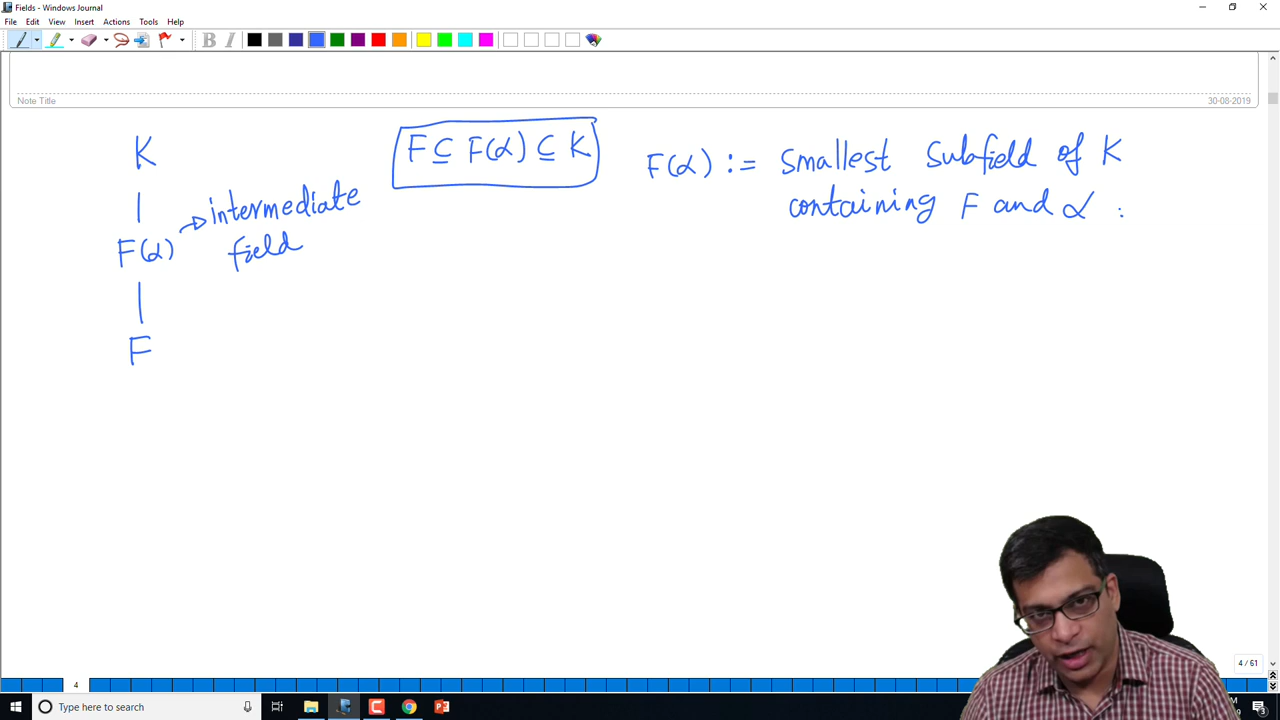 Fields - Windows Journal
File Edit View Insert Actions Tools Help
Note Title
30-08-2019
K
|
F(α) → intermediate
field
|
F
F ⊆ F(α) ⊆ K
F(α) := Smallest Subfield of K
containing F and α :
4 / 61
4
Type here to search